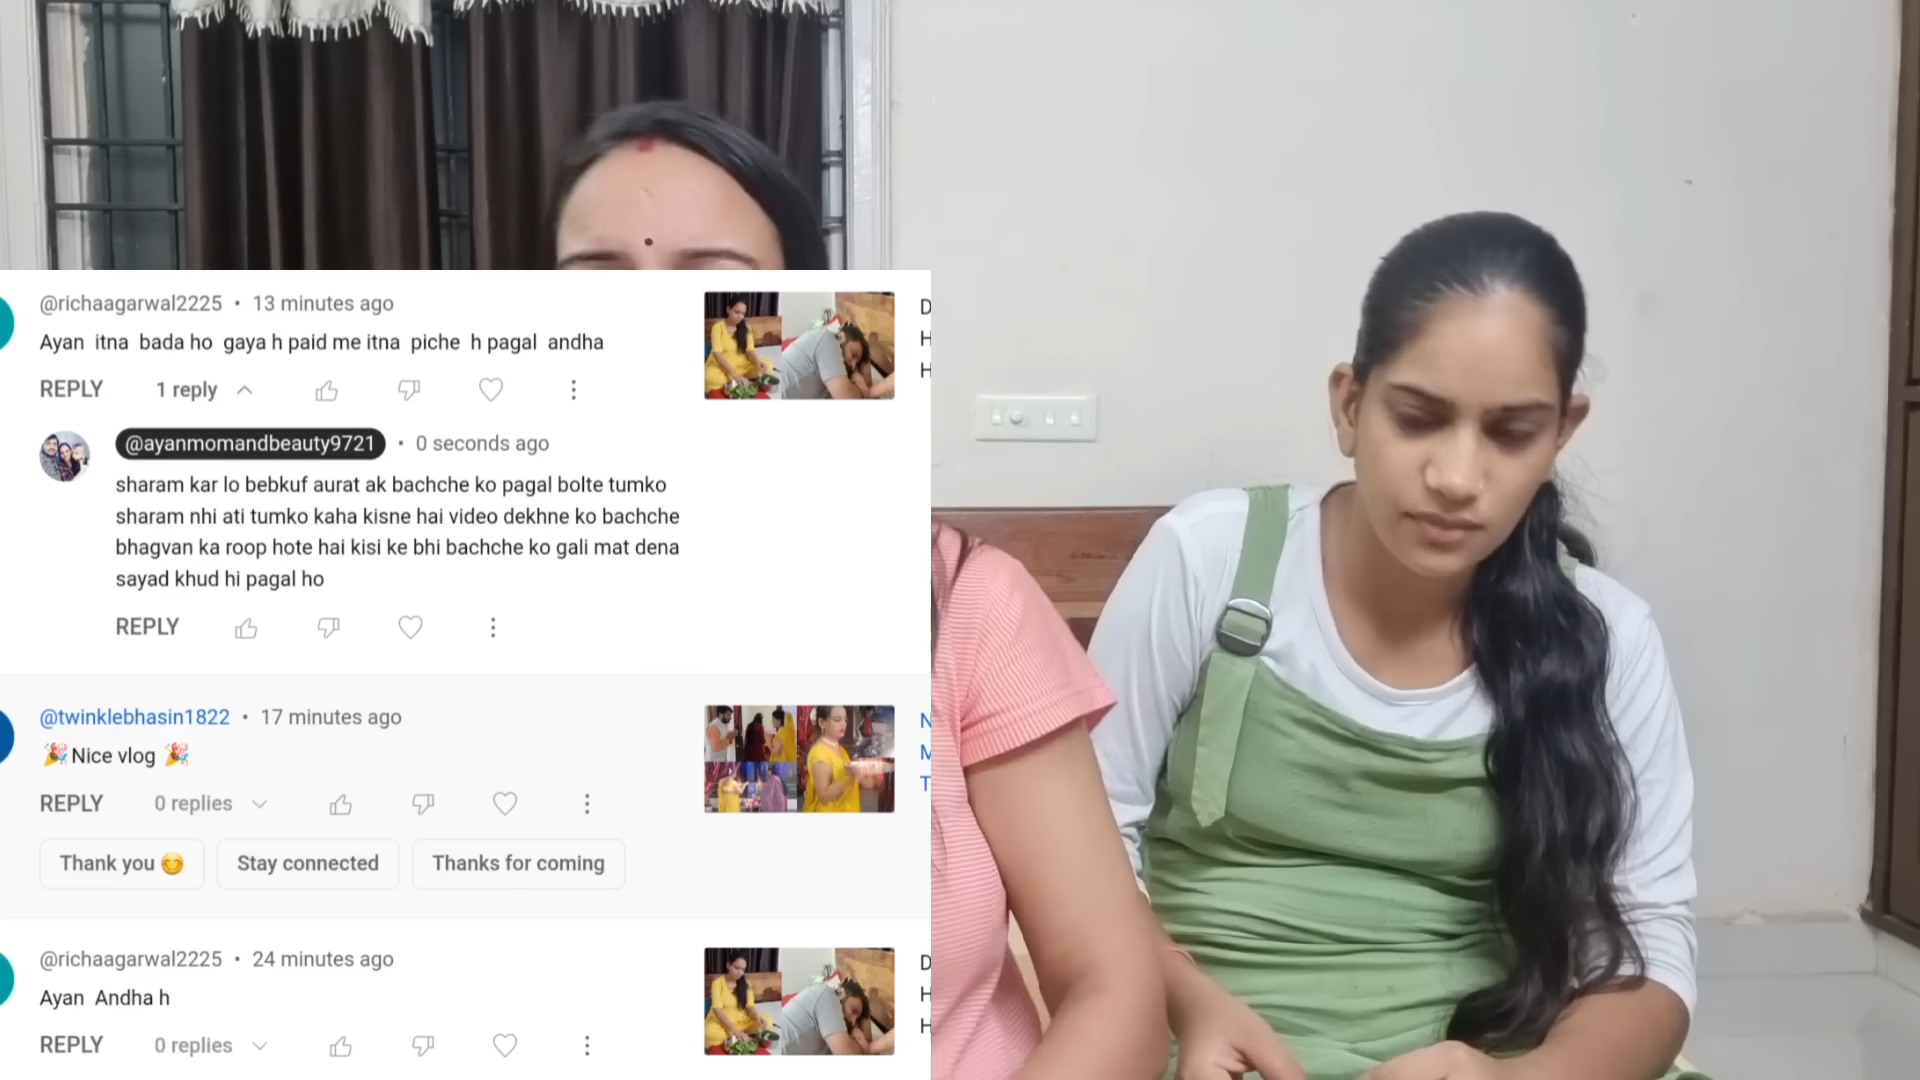 @richaagarwal2225 • 13 minutes ago
Ayan itna bada ho gaya h paid me itna piche h pagal andha
REPLY 1 reply
@ayanmomandbeauty9721 • 0 seconds ago
sharam kar lo bebkuf aurat ak bachche ko pagal bolte tumko
sharam nhi ati tumko kaha kisne hai video dekhne ko bachche
bhagvan ka roop hote hai kisi ke bhi bachche ko gali mat dena
sayad khud hi pagal ho
REPLY
@twinklebhasin1822 • 17 minutes ago
🎉Nice vlog 🎉
REPLY 0 replies
Thank you 😊 Stay connected Thanks for coming
@richaagarwal2225 • 24 minutes ago
Ayan Andha h
REPLY 0 replies